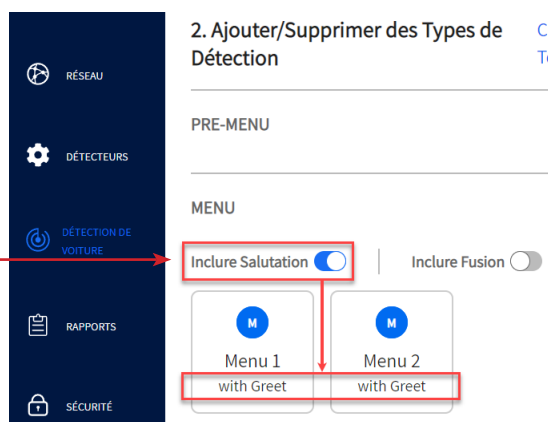 2. Ajouter/Supprimer des Types de
Détection
RÉSEAU
PRE-MENU
DÉTECTEURS
MENU
DÉTECTION DE
VOITURE
Inclure Salutation
Inclure Fusion
M
M
Menu 1
Menu 2
with Greet
with Greet
RAPPORTS
SÉCURITÉ